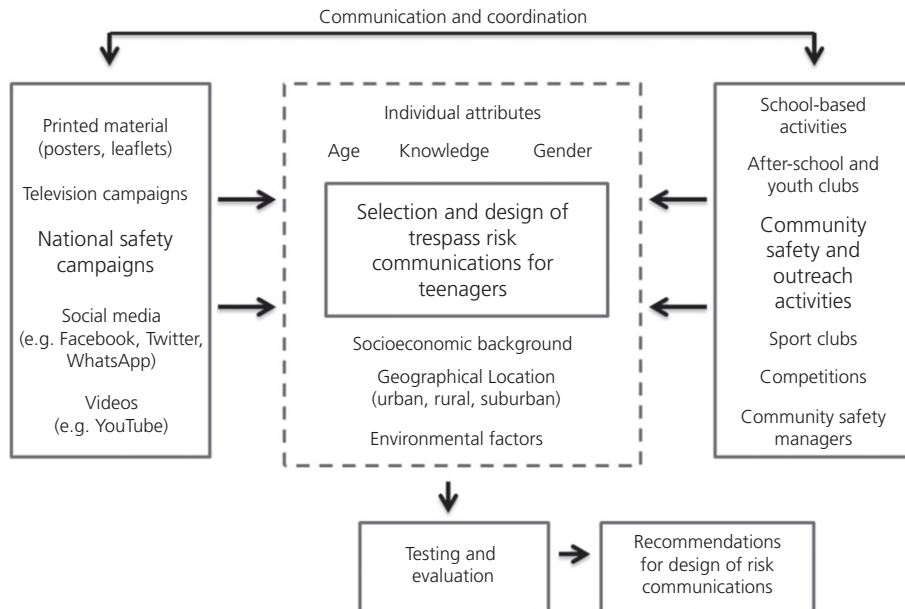 Communication and coordination
Printed material
(posters, leaflets)
Television campaigns
National safety
campaigns
Social media
(e.g. Facebook, Twitter,
WhatsApp)
Videos
(e.g. YouTube)
Individual attributes
Age Knowledge Gender
Selection and design of
trespass risk
communications for
teenagers
Socioeconomic background
Geographical Location
(urban, rural, suburban)
Environmental factors
School-based
activities
After-school and
youth clubs
Community
safety and
outreach
activities
Sport clubs
Competitions
Community safety
managers
Testing and
evaluation
Recommendations
for design of risk
communications